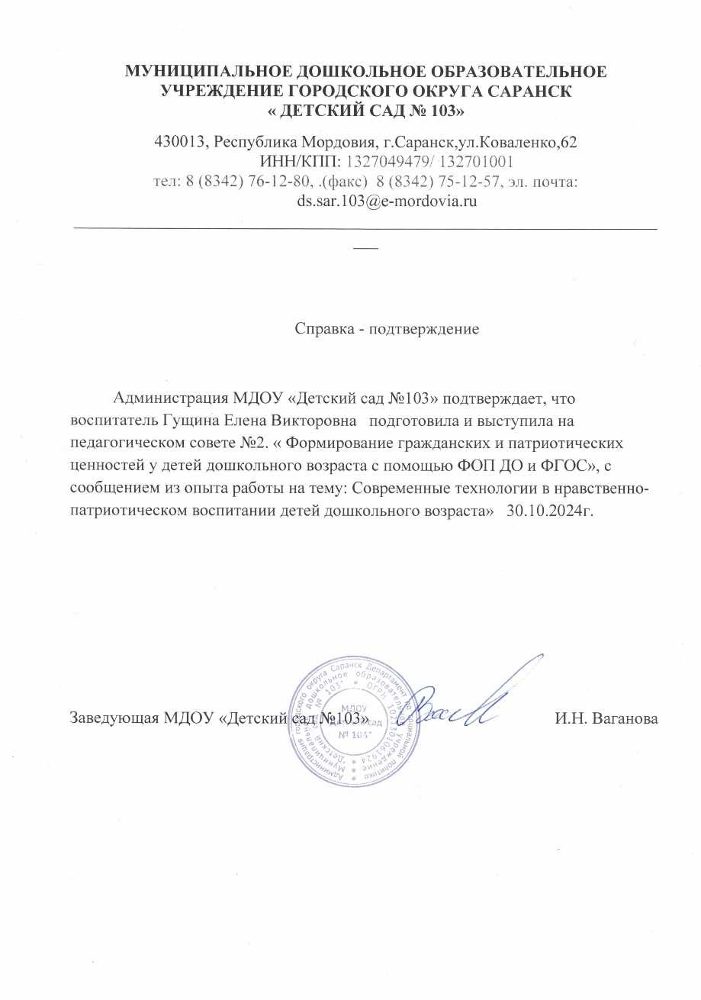 МУНИЦИПАЛЬНОЕ ДОШКОЛЬНОЕ ОБРАЗОВАТЕЛЬНОЕ
УЧРЕЖДЕНИЕ ГОРОДСКОГО ОКРУГА САРАНСК
« ДЕТСКИЙ САД № 103»
430013, Республика Мордовия, г.Саранск,ул.Коваленко,62
ИНН/КПП: 1327049479/ 132701001
тел: 8 (8342) 76-12-80, .(факс)  8 (8342) 75-12-57, эл. почта:
ds.sar.103@e-mordovia.ru
Справка - подтверждение
Администрация МДОУ «Детский сад №103» подтверждает, что
воспитатель Гущина Елена Викторовна   подготовила и выступила на
педагогическом совете №2. « Формирование гражданских и патриотических
ценностей у детей дошкольного возраста с помощью ФОП ДО и ФГОС», с
сообщением из опыта работы на тему: Современные технологии в нравственно-
патриотическом воспитании детей дошкольного возраста»   30.10.2024г.
Заведующая МДОУ «Детский сад №103»
И.Н. Ваганова
Администрация городского округа Саранск Департамент по социальной политике
Муниципальное дошкольное образовательное учреждение
"Детский сад № 103" * ОГРН 1021301061924
МДОУ
"Детский сад
№ 103"